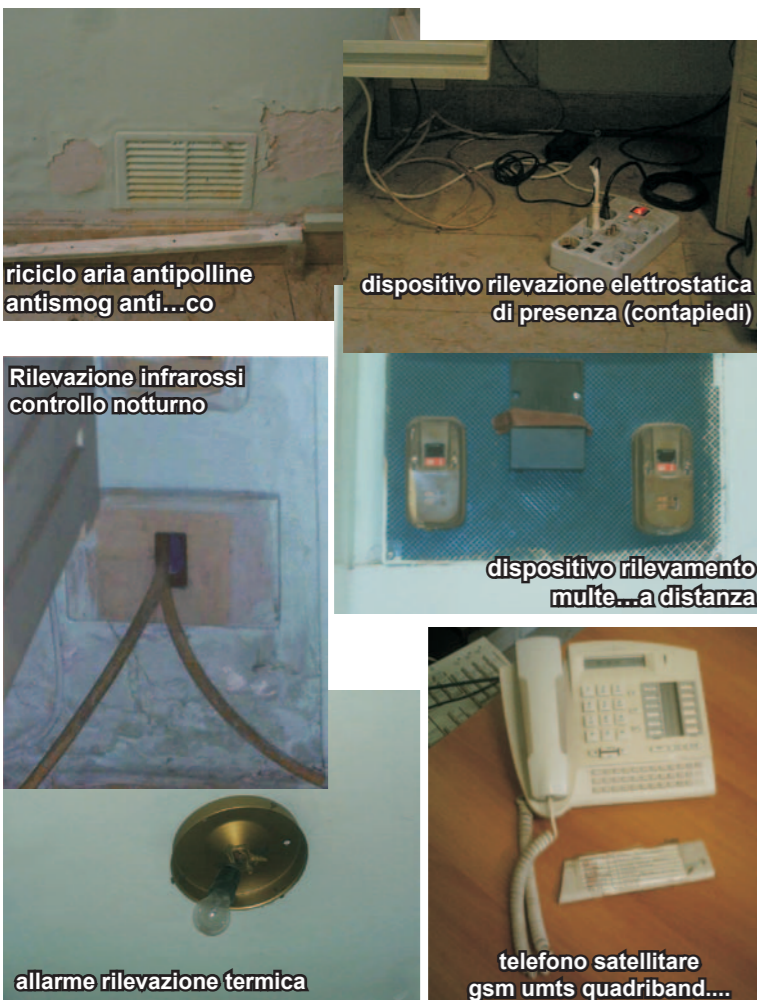 riciclo aria antipolline
antismog anti...co
dispositivo rilevazione elettrostatica
di presenza (contapiedi)
Rilevazione infrarossi
controllo notturno
dispositivo rilevamento
multe...a distanza
allarme rilevazione termica
telefono satellitare
gsm umts quadriband....